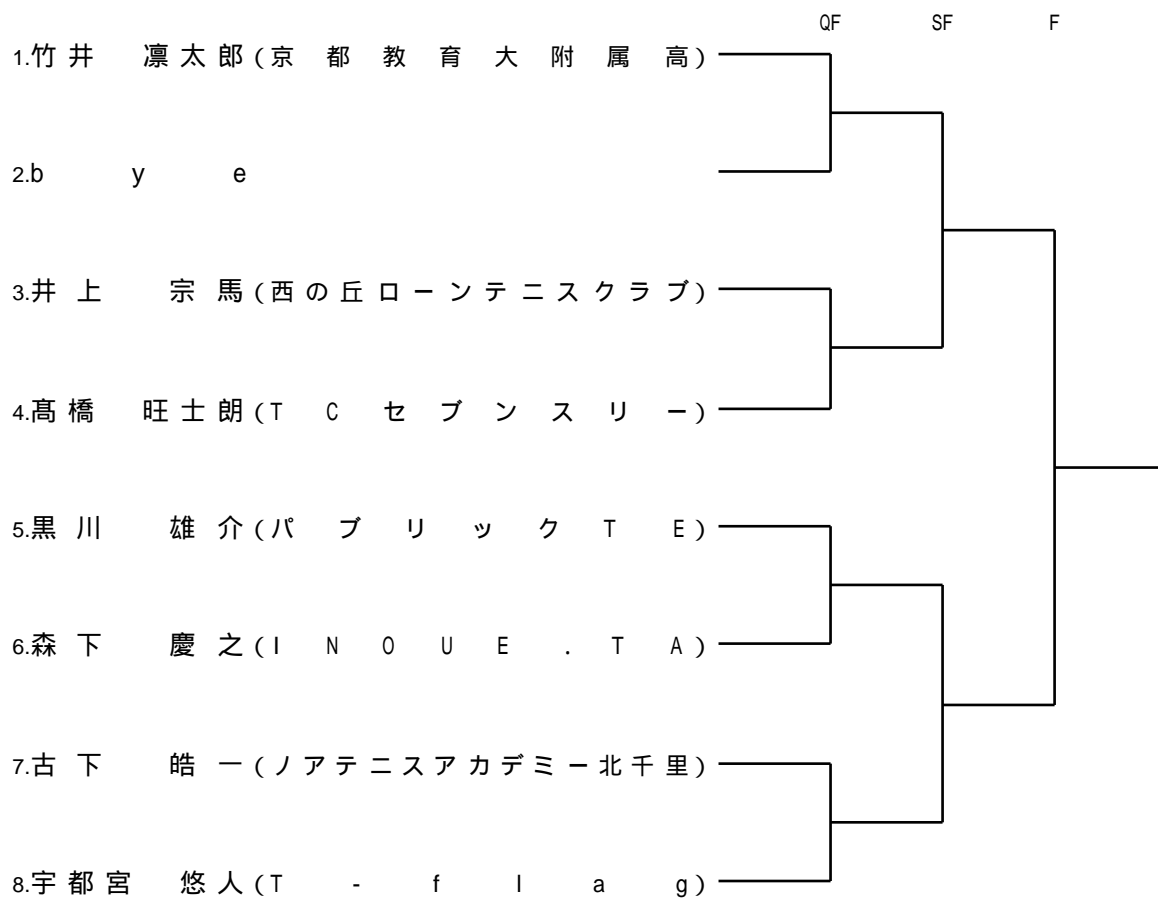 QF SF F
1.竹井 凛太郎(京都教育大附属高)
2.bye
3.井上 宗馬(西の丘ローンテニスクラブ)
4.髙橋 旺士朗(TCセブンスリー)
5.黒川 雄介(パブリックTE)
6.森下 慶之(INOUE.TA)
7.古下 皓一(ノアテニスアカデミー北千里)
8.宇都宮 悠人(T-flag)